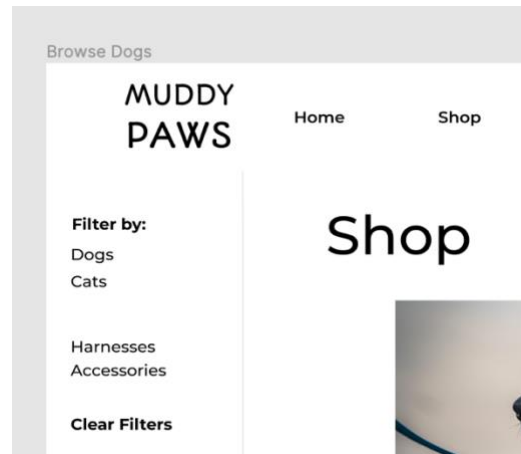 Browse Dogs
MUDDY
PAWS
Home Shop
Filter by:
Dogs
Cats
Shop
Harnesses
Accessories
Clear Filters